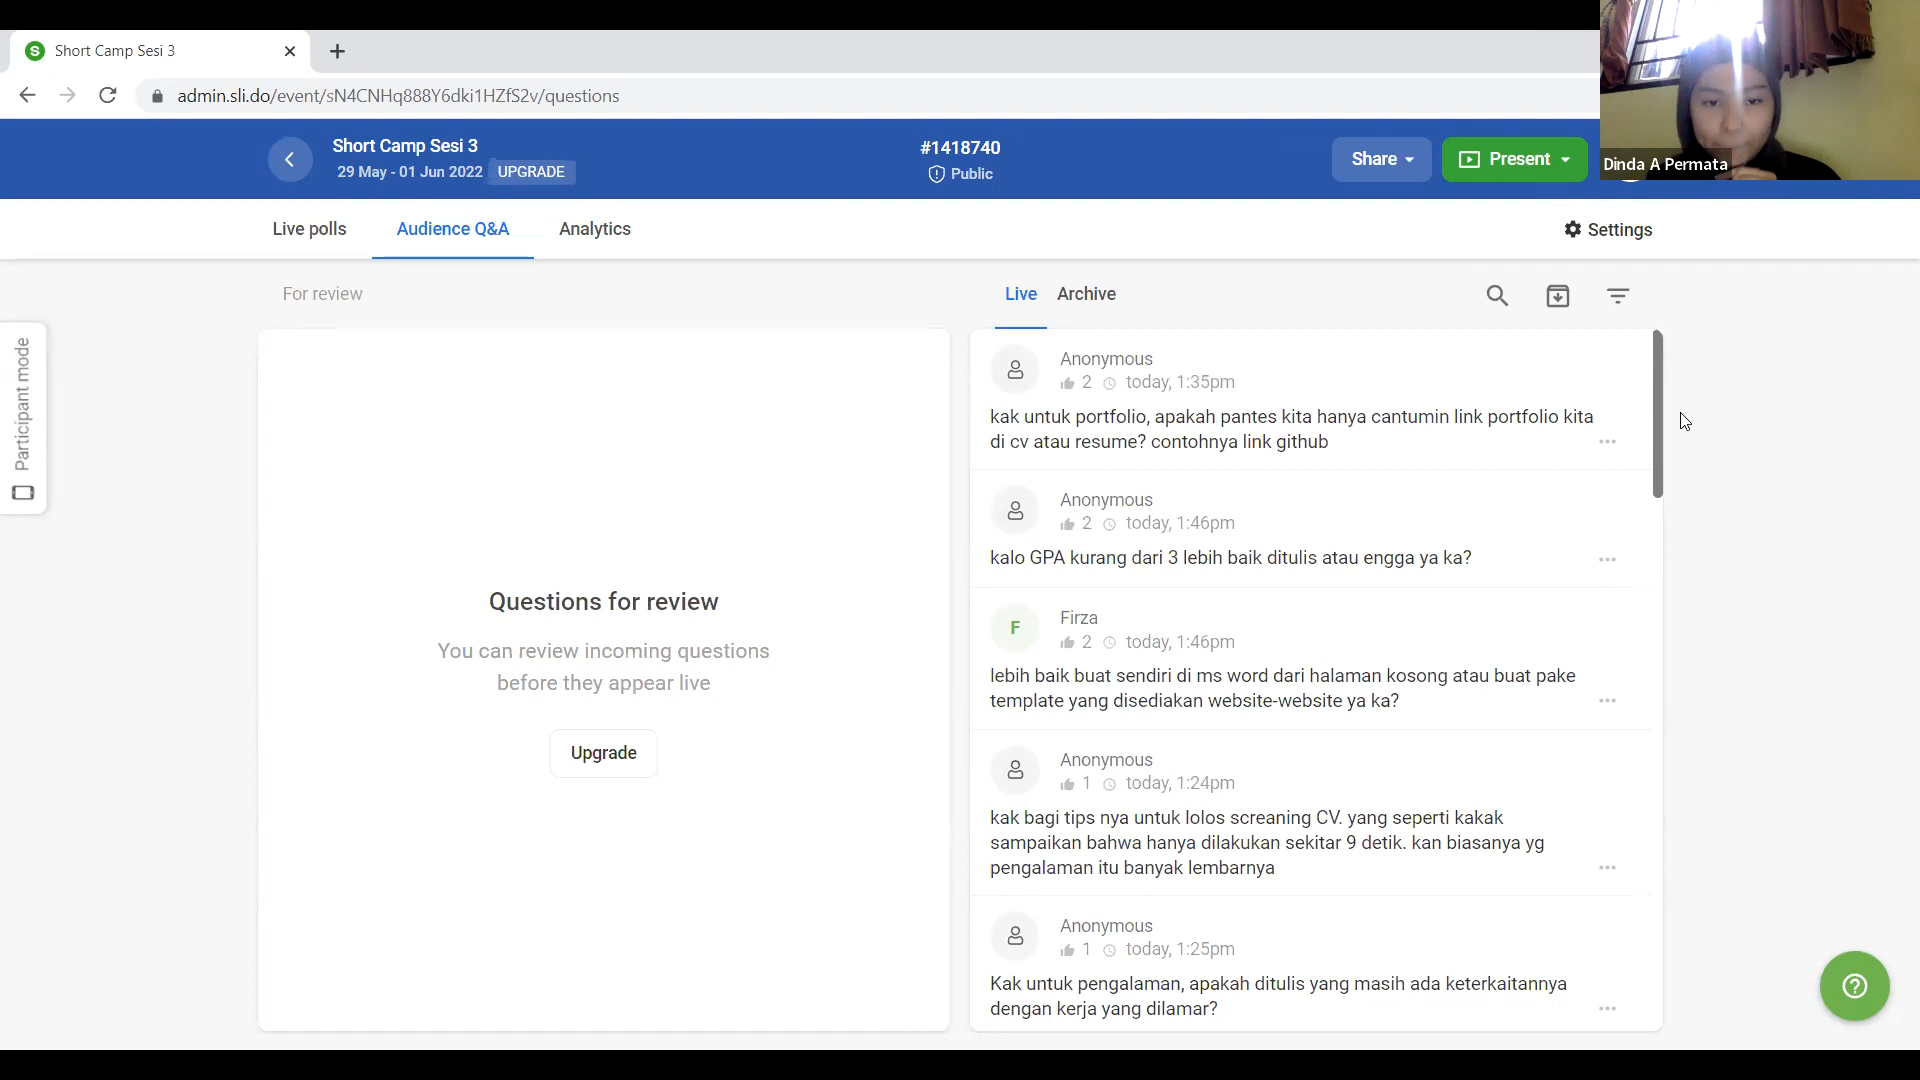 Short Camp Sesi 3
admin.sli.do/event/sN4CNHq888Y6dki1HZfS2v/questions
Short Camp Sesi 3
29 May - 01 Jun 2022 UPGRADE
#1418740
Public
Share
Present
Dinda A Permata
Live polls
Audience Q&A
Analytics
Settings
Participant mode
For review
Questions for review
You can review incoming questions
before they appear live
Upgrade
Live
Archive
Anonymous
2 today, 1:35pm
kak untuk portfolio, apakah pantes kita hanya cantumin link portfolio kita
di cv atau resume? contohnya link github
Anonymous
2 today, 1:46pm
kalo GPA kurang dari 3 lebih baik ditulis atau engga ya ka?
F
Firza
2 today, 1:46pm
lebih baik buat sendiri di ms word dari halaman kosong atau buat pake
template yang disediakan website-website ya ka?
Anonymous
1 today, 1:24pm
kak bagi tips nya untuk lolos screaning CV. yang seperti kakak
sampaikan bahwa hanya dilakukan sekitar 9 detik. kan biasanya yg
pengalaman itu banyak lembarnya
Anonymous
1 today, 1:25pm
Kak untuk pengalaman, apakah ditulis yang masih ada keterkaitannya
dengan kerja yang dilamar?